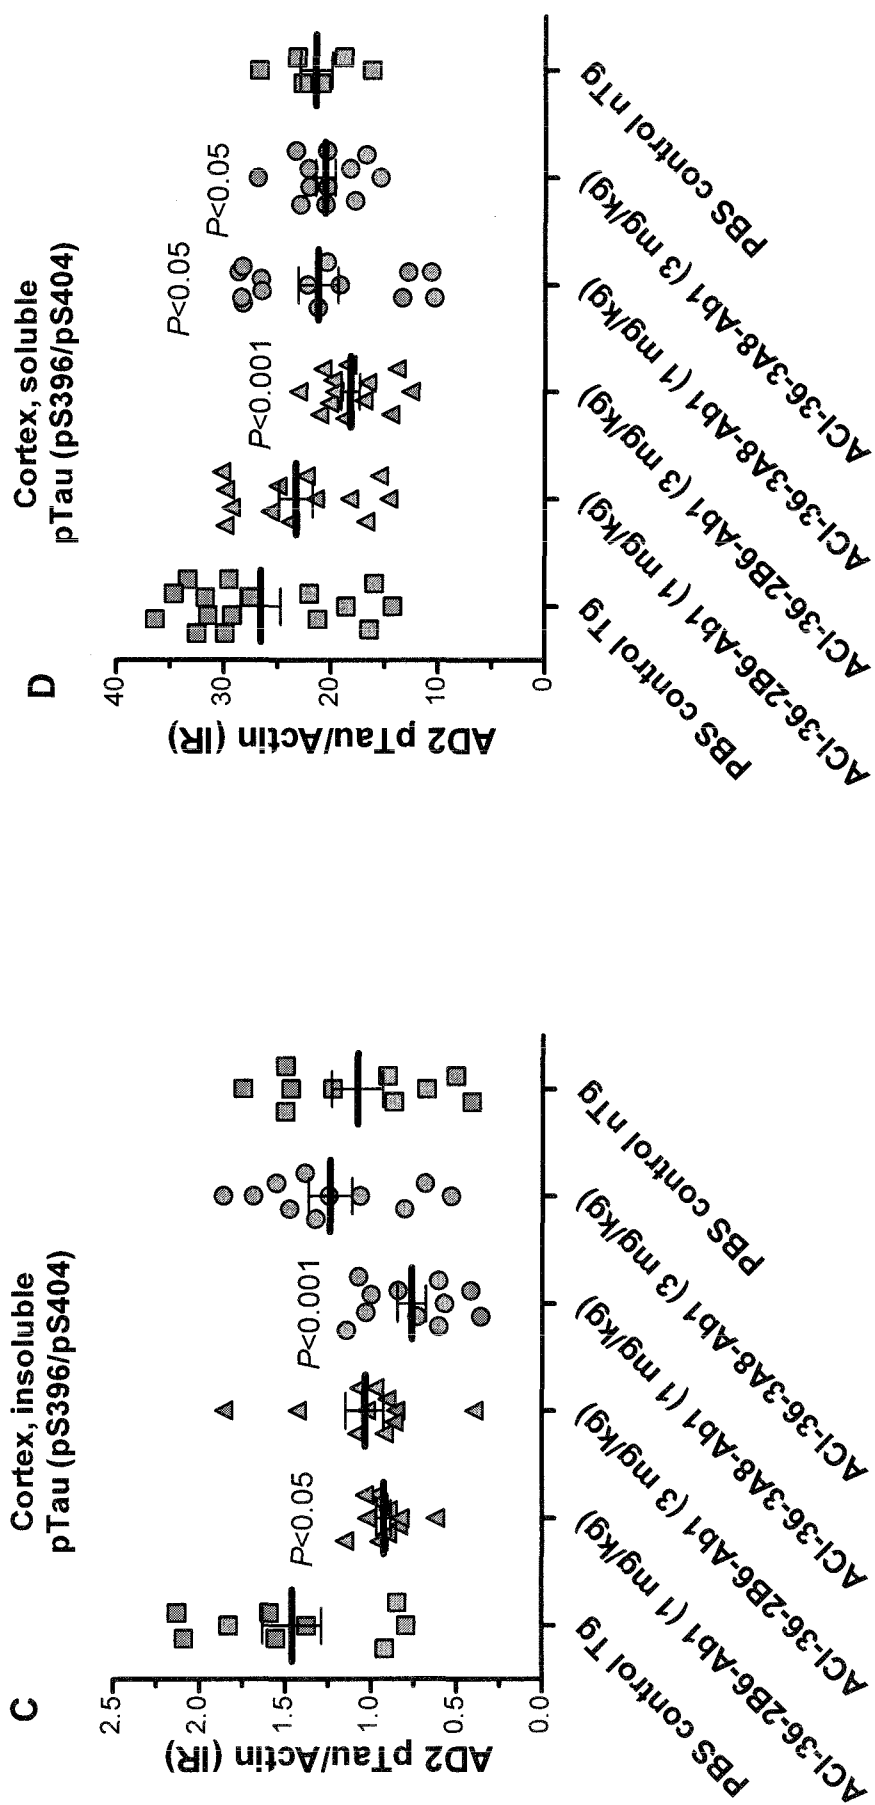 C
Cortex, insoluble
pTau (pS396/pS404)
AD2 pTau/Actin (IR)
2.5
2.0
1.5
1.0
0.5
0.0
P<0.05
P<0.001
PBS control Tg
ACI-36-2B6-Ab1 (1 mg/kg)
ACI-36-2B6-Ab1 (3 mg/kg)
ACI-36-3A8-Ab1 (1 mg/kg)
ACI-36-3A8-Ab1 (3 mg/kg)
PBS control nTg
D
Cortex, soluble
pTau (pS396/pS404)
AD2 pTau/Actin (IR)
40
30
20
10
0
P<0.001
P<0.05
P<0.05
PBS control Tg
ACI-36-2B6-Ab1 (1 mg/kg)
ACI-36-2B6-Ab1 (3 mg/kg)
ACI-36-3A8-Ab1 (1 mg/kg)
ACI-36-3A8-Ab1 (3 mg/kg)
PBS control nTg